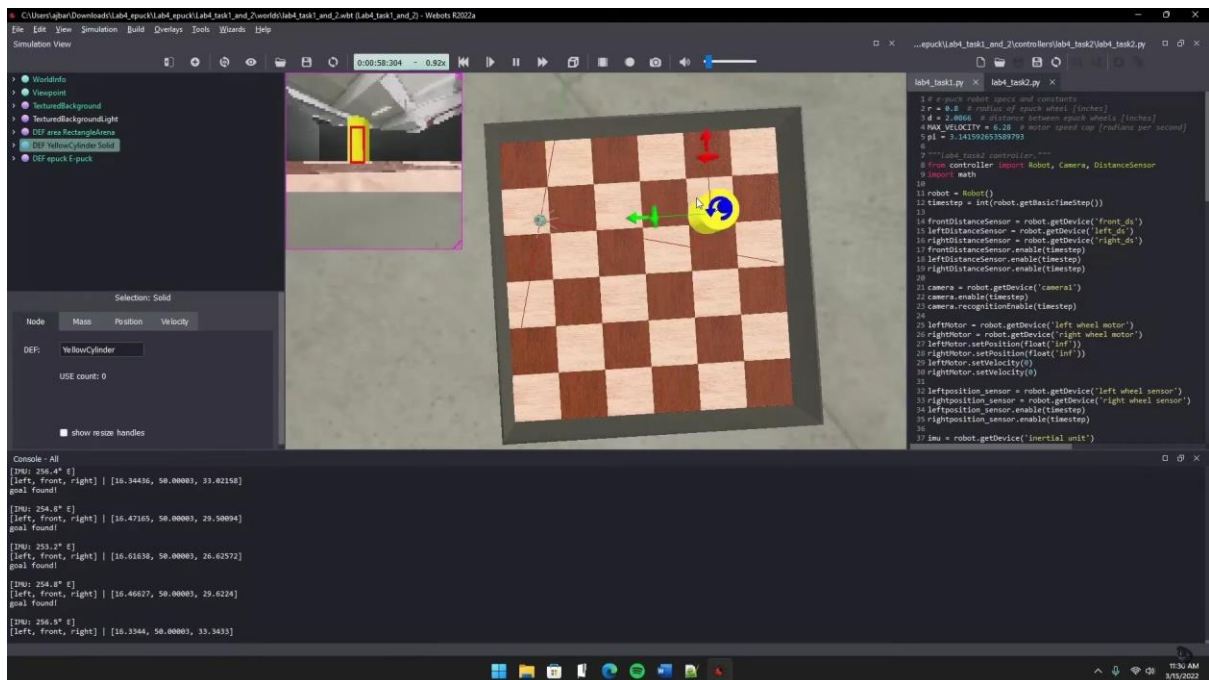 C:\Users\ajbar\Downloads\Lab4_epuck\Lab4_epuck\Lab4_task1_and_2\worlds\lab4_task1_and_2.wbt (Lab4_task1_and_2) - Webots R2022a
File Edit View Simulation Build Overlays Tools Wizards Help
Simulation View
0:00:58:304 - 0.92x
WorldInfo
Viewpoint
TexturedBackground
TexturedBackgroundLight
DEF area RectangleArena
DEF YellowCylinder Solid
DEF epuck E-puck
Selection: Solid
Node Mass Position Velocity
DEF: YellowCylinder
USE count: 0
show resize handles
...epuck\Lab4_task1_and_2\controllers\lab4_task2\lab4_task2.py
lab4_task1.py lab4_task2.py
1 # e-puck robot specs and constants
2 r = 0.8 # radius of epuck wheel [inches]
3 d = 2.0866 # distance between epuck wheels [inches]
4 MAX_VELOCITY = 6.28 # motor speed cap [radians per second]
5 pi = 3.141592653589793
6
7 """lab4_task2 controller."""
8 from controller import Robot, Camera, DistanceSensor
9 import math
10
11 robot = Robot()
12 timestep = int(robot.getBasicTimeStep())
13
14 frontDistanceSensor = robot.getDevice('front_ds')
15 leftDistanceSensor = robot.getDevice('left_ds')
16 rightDistanceSensor = robot.getDevice('right_ds')
17 frontDistanceSensor.enable(timestep)
18 leftDistanceSensor.enable(timestep)
19 rightDistanceSensor.enable(timestep)
20
21 camera = robot.getDevice('camera1')
22 camera.enable(timestep)
23 camera.recognitionEnable(timestep)
24
25 leftMotor = robot.getDevice('left wheel motor')
26 rightMotor = robot.getDevice('right wheel motor')
27 leftMotor.setPosition(float('inf'))
28 rightMotor.setPosition(float('inf'))
29 leftMotor.setVelocity(0)
30 rightMotor.setVelocity(0)
31
32 leftposition_sensor = robot.getDevice('left wheel sensor')
33 rightposition_sensor = robot.getDevice('right wheel sensor')
34 leftposition_sensor.enable(timestep)
35 rightposition_sensor.enable(timestep)
36
37 imu = robot.getDevice('inertial unit')
Console - All
[IMU: 256.4° E]
[left, front, right] | [16.34436, 50.00003, 33.02158]
goal found!
[IMU: 254.8° E]
[left, front, right] | [16.47165, 50.00003, 29.50094]
goal found!
[IMU: 253.2° E]
[left, front, right] | [16.61638, 50.00003, 26.62572]
goal found!
[IMU: 254.8° E]
[left, front, right] | [16.46627, 50.00003, 29.6224]
goal found!
[IMU: 256.5° E]
[left, front, right] | [16.3344, 50.00003, 33.3433]
11:30 AM
3/15/2022